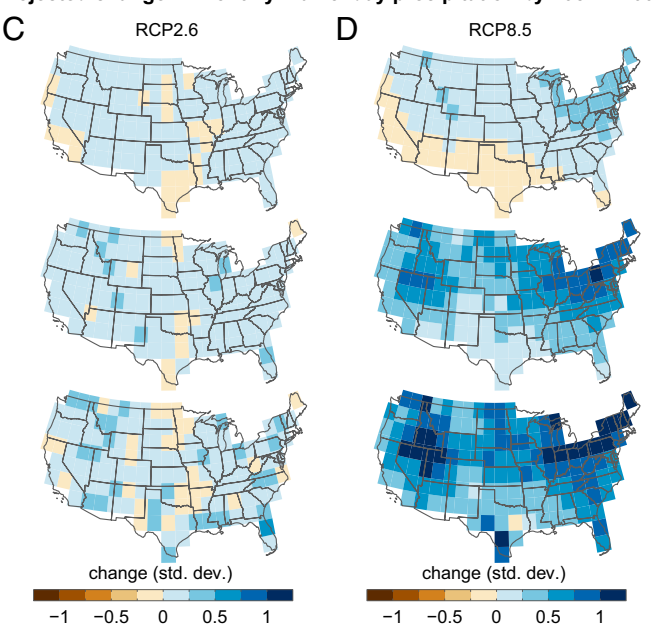 C RCP2.6 D RCP8.5
change (std. dev.) change (std. dev.)
−1 −0.5 0 0.5 1 −1 −0.5 0 0.5 1